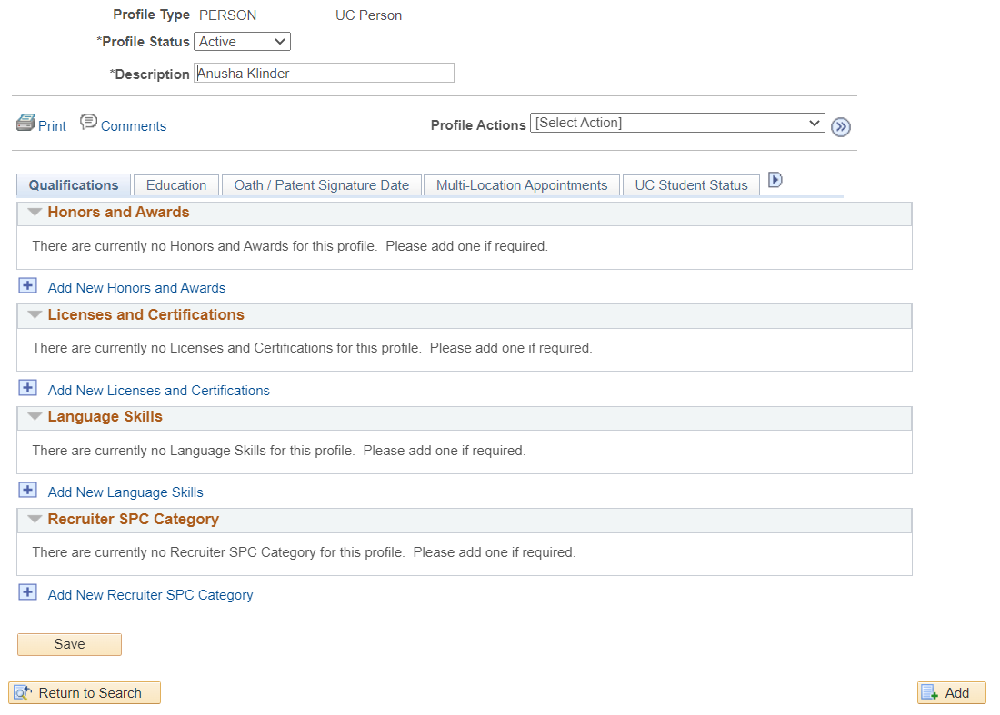 Profile Type PERSON UC Person
*Profile Status Active
*Description Anusha Klinder
Print Comments Profile Actions [Select Action]
Qualifications Education Oath / Patent Signature Date Multi-Location Appointments UC Student Status
Honors and Awards
There are currently no Honors and Awards for this profile. Please add one if required.
Add New Honors and Awards
Licenses and Certifications
There are currently no Licenses and Certifications for this profile. Please add one if required.
Add New Licenses and Certifications
Language Skills
There are currently no Language Skills for this profile. Please add one if required.
Add New Language Skills
Recruiter SPC Category
There are currently no Recruiter SPC Category for this profile. Please add one if required.
Add New Recruiter SPC Category
Save
Return to Search Add